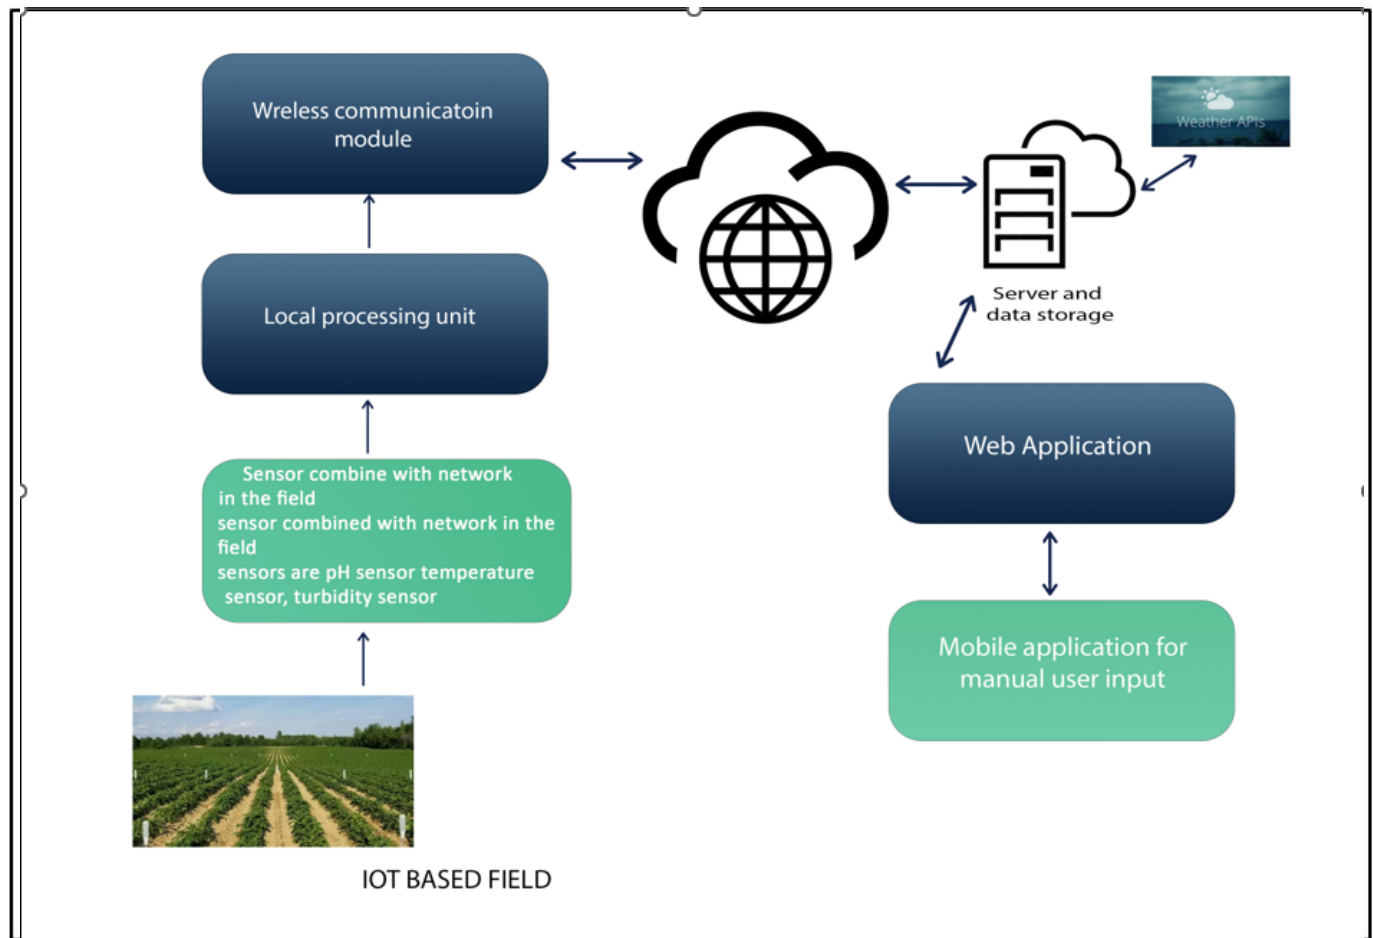 Wreless communicatoin
module
Weather APIs
Local processing unit
Server and
data storage
Sensor combine with network
in the field
sensor combined with network in the
field
sensors are pH sensor temperature
sensor, turbidity sensor
Web Application
Mobile application for
manual user input
IOT BASED FIELD